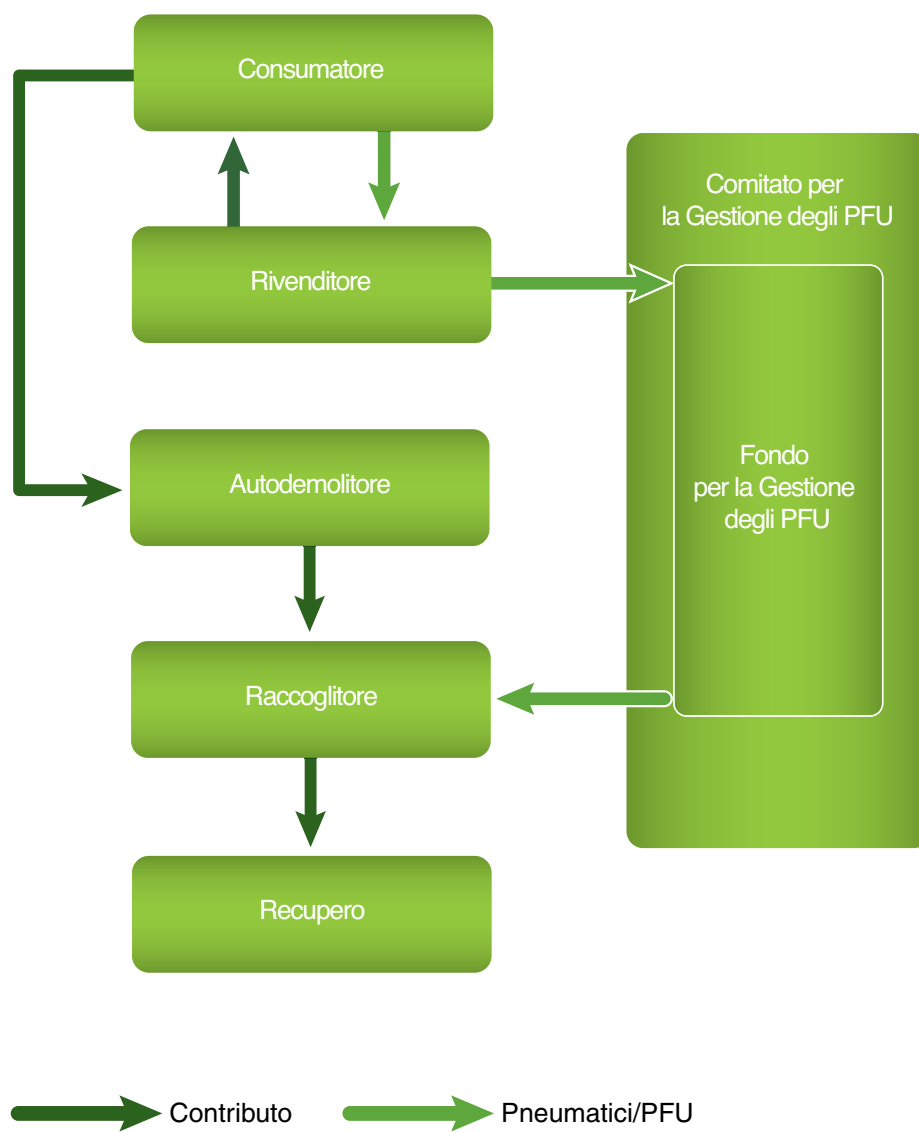 Consumatore
Comitato per
la Gestione degli PFU
Rivenditore
Autodemolitore
Fondo
per la Gestione
degli PFU
Raccoglitore
Recupero
Contributo
Pneumatici/PFU